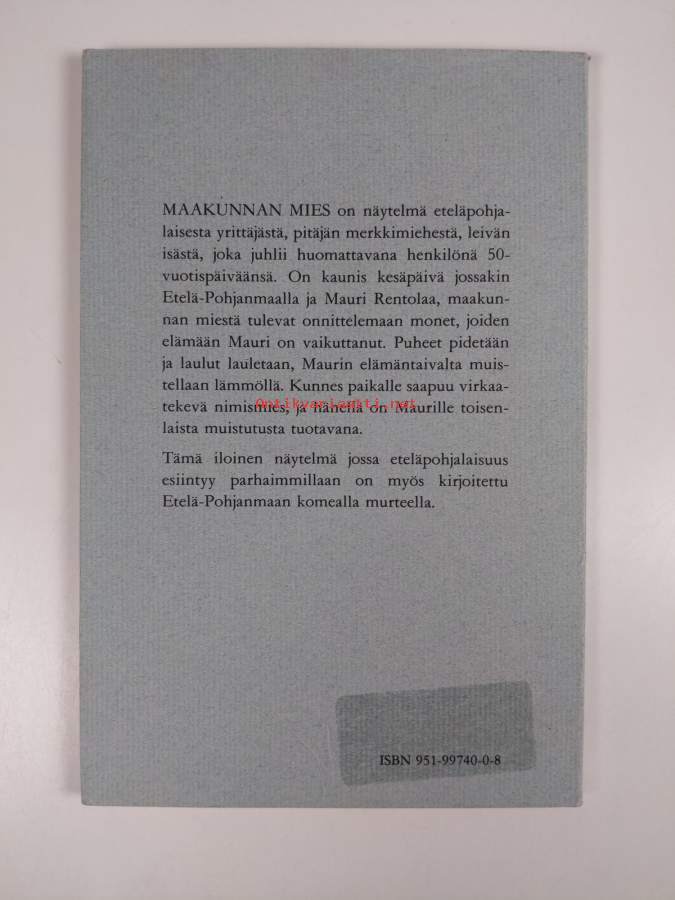 MAAKUNNAN MIES on näytelmä eteläpohja-
laisesta yrittäjästä, pitäjän merkkimiehestä, leivän
isästä, joka juhlii huomattavana henkilönä 50-
vuotispäiväänsä. On kaunis kesäpäivä jossakin
Etelä-Pohjanmaalla ja Mauri Rentolaa, maakun-
nan miestä tulevat onnittelemaan monet, joiden
elämään Mauri on vaikuttanut. Puheet pidetään
ja laulut lauletaan, Maurin elämäntaivalta muis-
tellaan lämmöllä. Kunnes paikalle saapuu virkaa-
tekevä nimismies, ja hänellä on Maurille toisen-
Antikvariaatti.net
laista muistutusta tuotavana.
Tämä iloinen näytelmä jossa eteläpohjalaisuus
esiintyy parhaimmillaan on myös kirjoitettu
Etelä-Pohjanmaan komealla murteella.
ISBN 951-99740-0-8